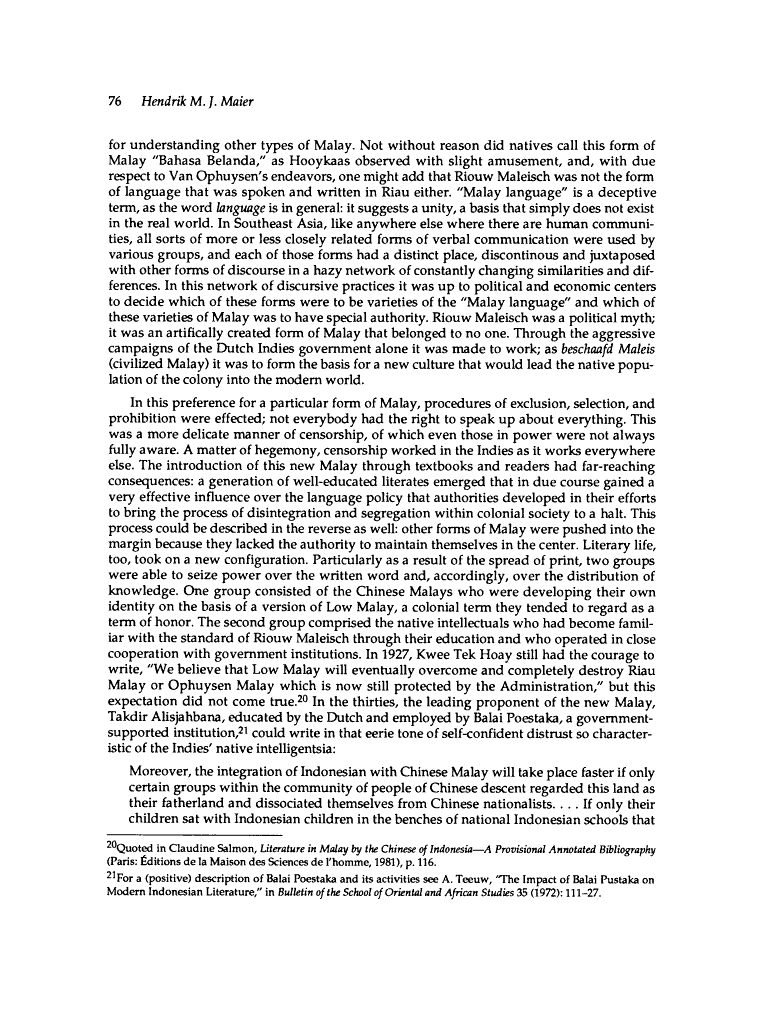 76 Hendrik M. J. Maier
for understanding other types of Malay. Not without reason did natives call this form of
Malay "Bahasa Belanda," as Hooykaas observed with slight amusement, and, with due
respect to Van Ophuysen's endeavors, one might add that Riouw Maleisch was not the form
of language that was spoken and written in Riau either. "Malay language" is a deceptive
term, as the word language is in general: it suggests a unity, a basis that simply does not exist
in the real world. In Southeast Asia, like anywhere else where there are human communi-
ties, all sorts of more or less closely related forms of verbal communication were used by
various groups, and each of those forms had a distinct place, discontinous and juxtaposed
with other forms of discourse in a hazy network of constantly changing similarities and dif-
ferences. In this network of discursive practices it was up to political and economic centers
to decide which of these forms were to be varieties of the "Malay language" and which of
these varieties of Malay was to have special authority. Riouw Maleisch was a political myth;
it was an artifically created form of Malay that belonged to no one. Through the aggressive
campaigns of the Dutch Indies government alone it was made to work; as beschaafd Maleis
(civilized Malay) it was to form the basis for a new culture that would lead the native popu-
lation of the colony into the modern world.
In this preference for a particular form of Malay, procedures of exclusion, selection, and
prohibition were effected; not everybody had the right to speak up about everything. This
was a more delicate manner of censorship, of which even those in power were not always
fully aware. A matter of hegemony, censorship worked in the Indies as it works everywhere
else. The introduction of this new Malay through textbooks and readers had far-reaching
consequences: a generation of well-educated literates emerged that in due course gained a
very effective influence over the language policy that authorities developed in their efforts
to bring the process of disintegration and segregation within colonial society to a halt. This
process could be described in the reverse as well: other forms of Malay were pushed into the
margin because they lacked the authority to maintain themselves in the center. Literary life,
too, took on a new configuration. Particularly as a result of the spread of print, two groups
were able to seize power over the written word and, accordingly, over the distribution of
knowledge. One group consisted of the Chinese Malays who were developing their own
identity on the basis of a version of Low Malay, a colonial term they tended to regard as a
term of honor. The second group comprised the native intellectuals who had become famil-
iar with the standard of Riouw Maleisch through their education and who operated in close
cooperation with government institutions. In 1927, Kwee Tek Hoay still had the courage to
write, "We believe that Low Malay will eventually overcome and completely destroy Riau
Malay or Ophuysen Malay which is now still protected by the Administration," but this
expectation did not come true.20 In the thirties, the leading proponent of the new Malay,
Takdir Alisjahbana, educated by the Dutch and employed by Balai Poestaka, a government-
supported institution,21 could write in that eerie tone of self-confident distrust so character-
istic of the Indies' native intelligentsia:
Moreover, the integration of Indonesian with Chinese Malay will take place faster if only
certain groups within the community of people of Chinese descent regarded this land as
their fatherland and dissociated themselves from Chinese nationalists. . . . If only their
children sat with Indonesian children in the benches of national Indonesian schools that
20Quoted in Claudine Salmon, Literature in Malay by the Chinese of Indonesia—A Provisional Annotated Bibliography
(Paris: Éditions de la Maison des Sciences de l'homme, 1981), p. 116.
21For a (positive) description of Balai Poestaka and its activities see A. Teeuw, "The Impact of Balai Pustaka on
Modern Indonesian Literature," in Bulletin of the School of Oriental and African Studies 35 (1972): 111-27.